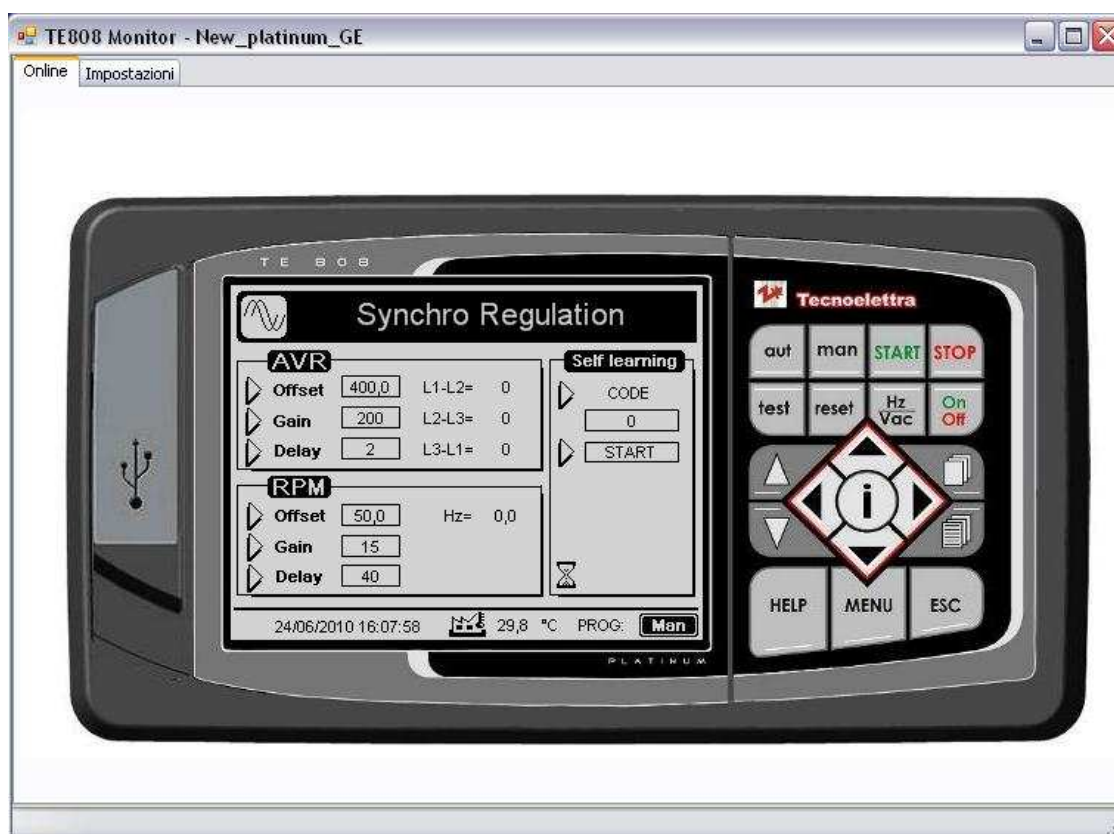 TE808 Monitor - New_platinum_GE
Online Impostazioni
TE 808
Synchro Regulation
AVR
Offset 400,0 L1-L2= 0
Gain 200 L2-L3= 0
Delay 2 L3-L1= 0
RPM
Offset 50,0 Hz= 0,0
Gain 15
Delay 40
Self learning
CODE
0
START
24/06/2010 16:07:58 29,8 °C PROG: Man
PLATINUM
Tecnoelettra
aut man START STOP
test reset Hz Vac On Off
i
HELP MENU ESC